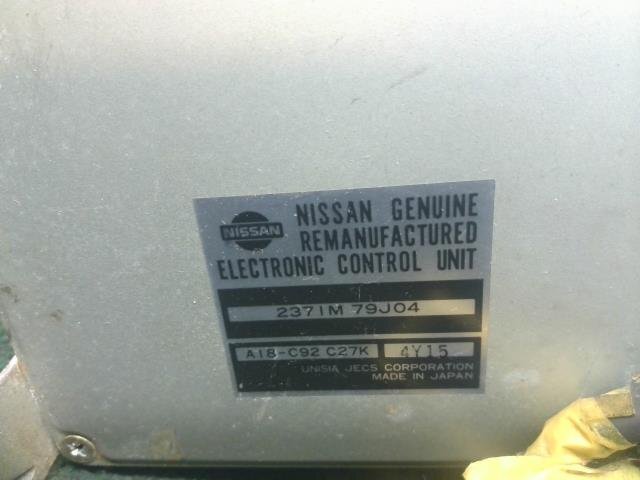 NISSAN
NISSAN GENUINE
REMANUFACTURED
ELECTRONIC CONTROL UNIT
2371M 79J04
A18-C92 C27K 4Y15
UNISIA JECS CORPORATION
MADE IN JAPAN